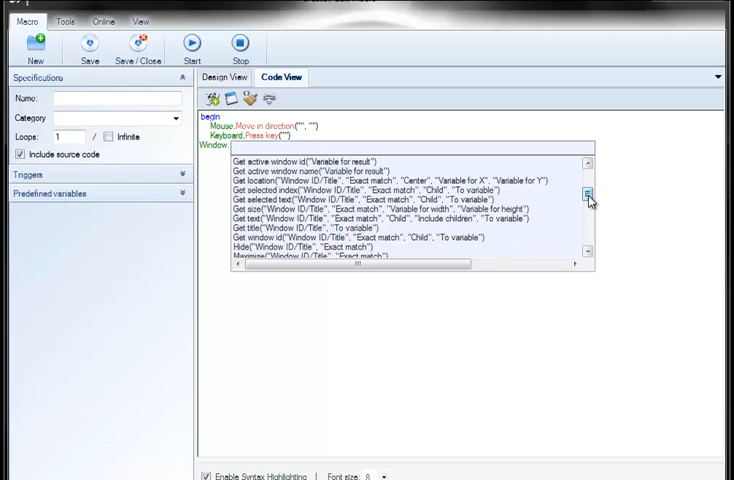 Macro Tools Online View
New Save Save / Close Start Stop
Specifications
Name:
Category
Loops: 1 / Infinite
Include source code
Triggers
Predefined variables
Design View Code View
begin
Mouse.Move in direction("", "")
Keyboard.Press key("")
Window.
Get active window id("Variable for result")
Get active window name("Variable for result")
Get location("Window ID/Title", "Exact match", "Center", "Variable for X", "Variable for Y")
Get selected index("Window ID/Title", "Exact match", "Child", "To variable")
Get selected text("Window ID/Title", "Exact match", "Child", "To variable")
Get size("Window ID/Title", "Exact match", "Variable for width", "Variable for height")
Get text("Window ID/Title", "Exact match", "Child", "Include children", "To variable")
Get title("Window ID/Title", "To variable")
Get window id("Window ID/Title", "Exact match", "Child", "To variable")
Hide("Window ID/Title", "Exact match")
Maximize("Window ID/Title", "Exact match")
Enable Syntax Highlighting | Font size: 8